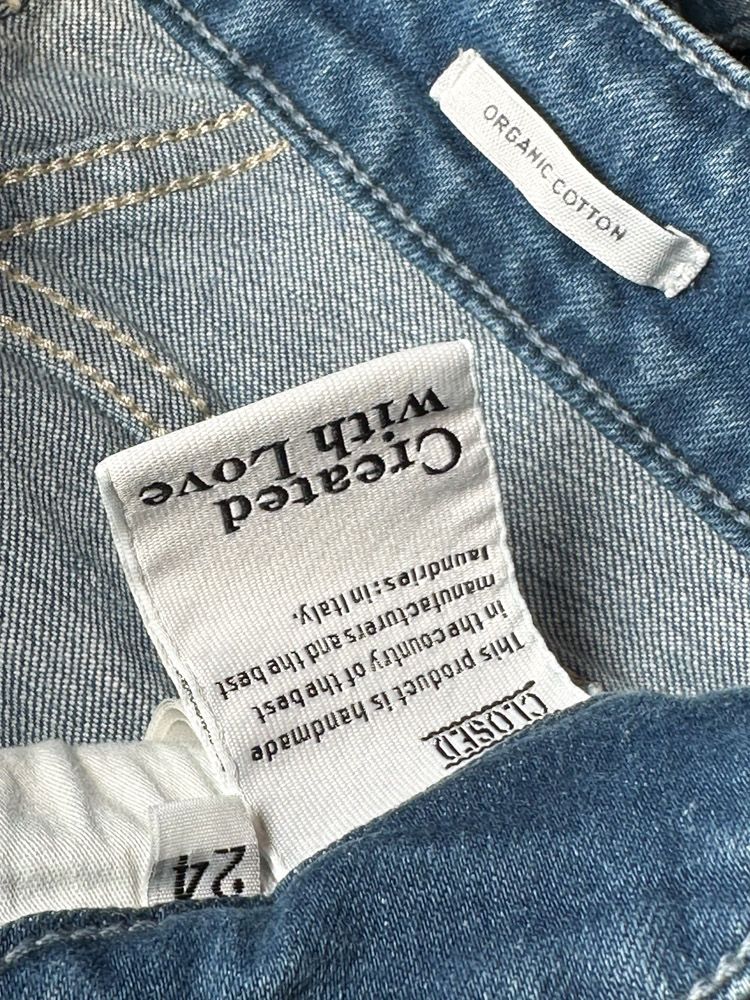 ORGANIC COTTON
CLOSED
This product is handmade
in the country of the best
manufacturers and the best
laundries: in Italy.
Created
with Love
24